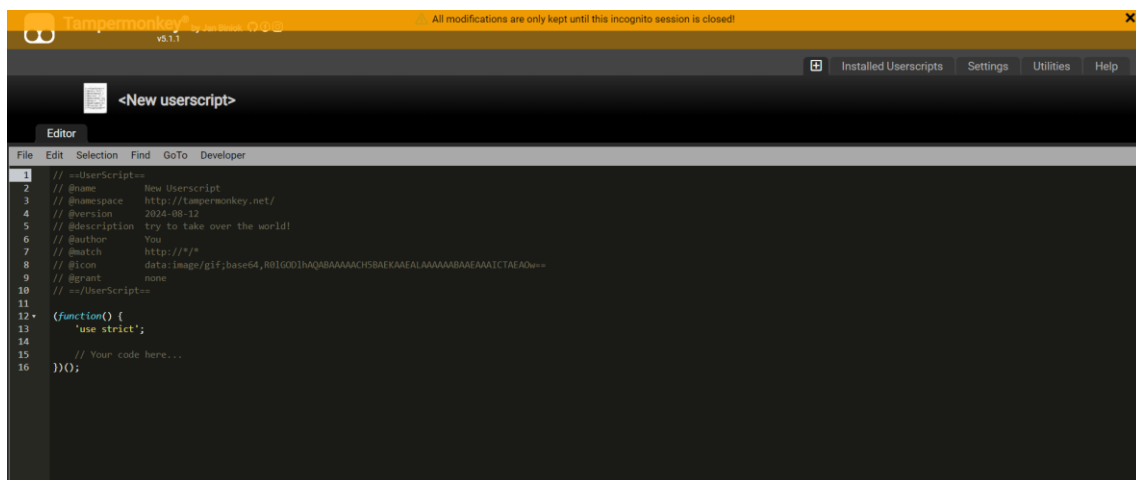 All modifications are only kept until this incognito session is closed!
Tampermonkey® by Jan Biniok
v5.1.1
Installed Userscripts Settings Utilities Help
<New userscript>
Editor
File Edit Selection Find GoTo Developer
1 // ==UserScript==
2 // @name New Userscript
3 // @namespace http://tampermonkey.net/
4 // @version 2024-08-12
5 // @description try to take over the world!
6 // @author You
7 // @match http://*/*
8 // @icon data:image/gif;base64,R0lGODlhAQABAAAAACH5BAEKAAEALAAAAAABAAEAAAICTAEAOw==
9 // @grant none
10 // ==/UserScript==
11
12 (function() {
13 'use strict';
14
15 // Your code here...
16 })();